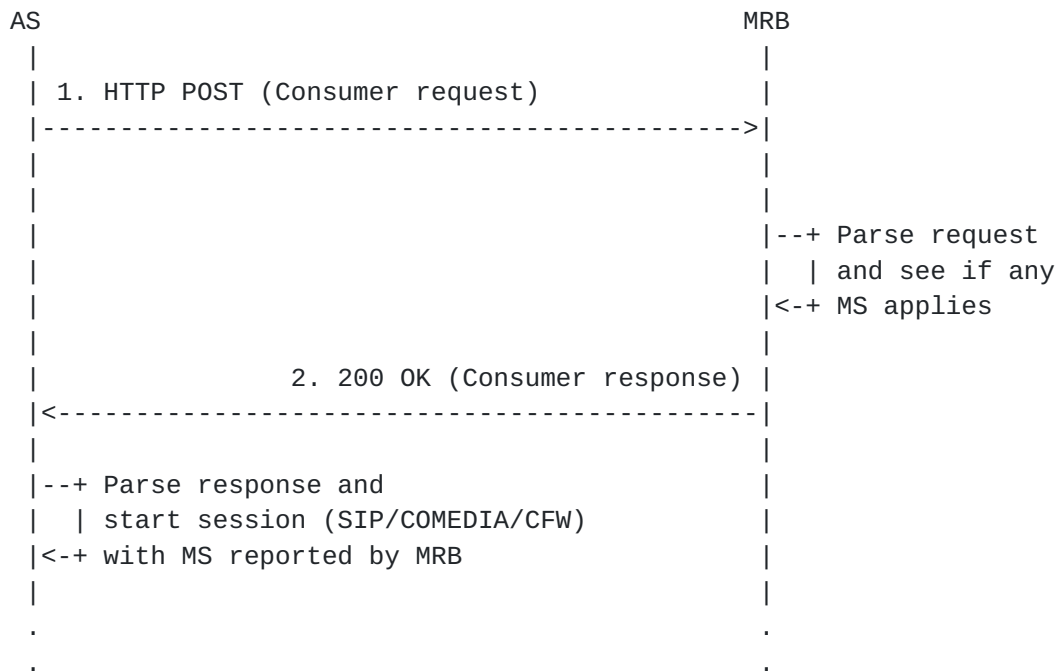 AS MRB
1. HTTP POST (Consumer request)
Parse request
and see if any
MS applies
2. 200 OK (Consumer response)
Parse response and
start session (SIP/COMEDIA/CFW)
with MS reported by MRB